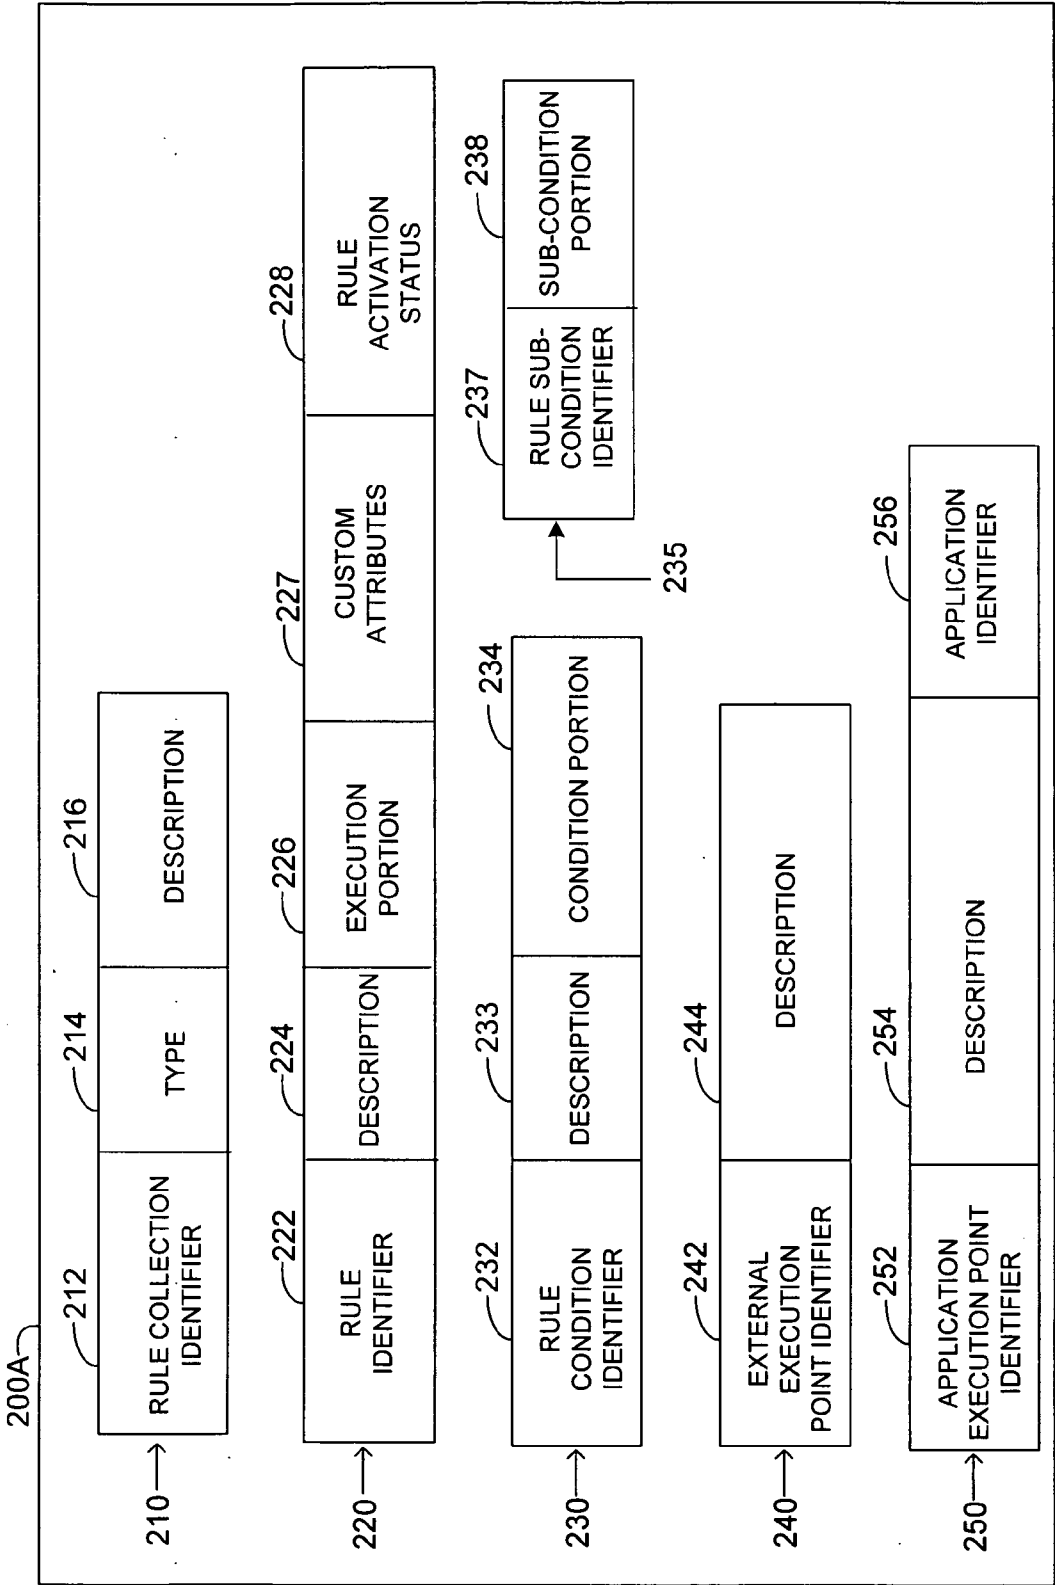 200A
212
214
216
210
RULE COLLECTION
IDENTIFIER
TYPE
DESCRIPTION
222
224
226
227
228
220
RULE
IDENTIFIER
DESCRIPTION
EXECUTION
PORTION
CUSTOM
ATTRIBUTES
RULE
ACTIVATION
STATUS
232
233
234
230
RULE
CONDITION
IDENTIFIER
DESCRIPTION
CONDITION PORTION
235
237
238
RULE SUB-
CONDITION
IDENTIFIER
SUB-CONDITION
PORTION
242
244
240
EXTERNAL
EXECUTION
POINT IDENTIFIER
DESCRIPTION
252
254
256
250
APPLICATION
EXECUTION POINT
IDENTIFIER
DESCRIPTION
APPLICATION
IDENTIFIER